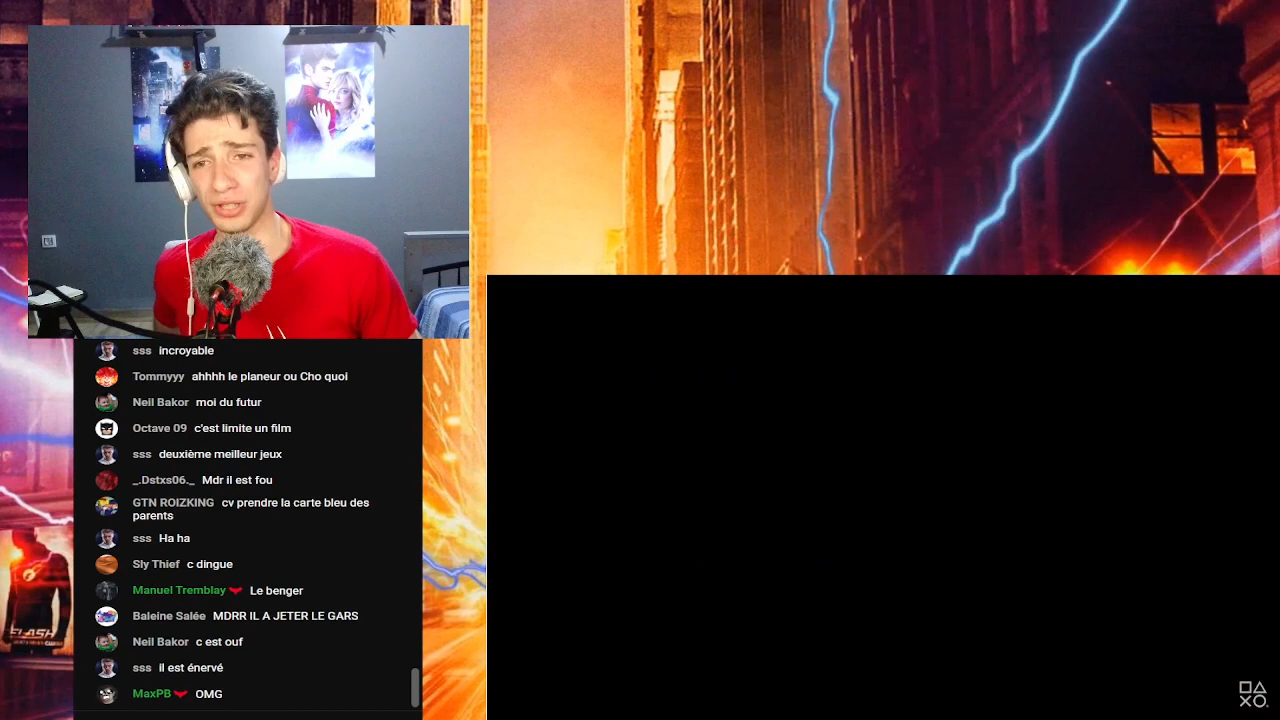 sss incroyable
Tommyyy ahhhh le planeur ou Cho quoi
Neil Bakor moi du futur
Octave 09 c'est limite un film
sss deuxième meilleur jeux
_.Dstxs06._ Mdr il est fou
GTN ROIZKING cv prendre la carte bleu des
parents
sss Ha ha
Sly Thief c dingue
Manuel Tremblay Le benger
Baleine Salée MDRR IL A JETER LE GARS
Neil Bakor c est ouf
sss il est énervé
MaxPB OMG
FLASH